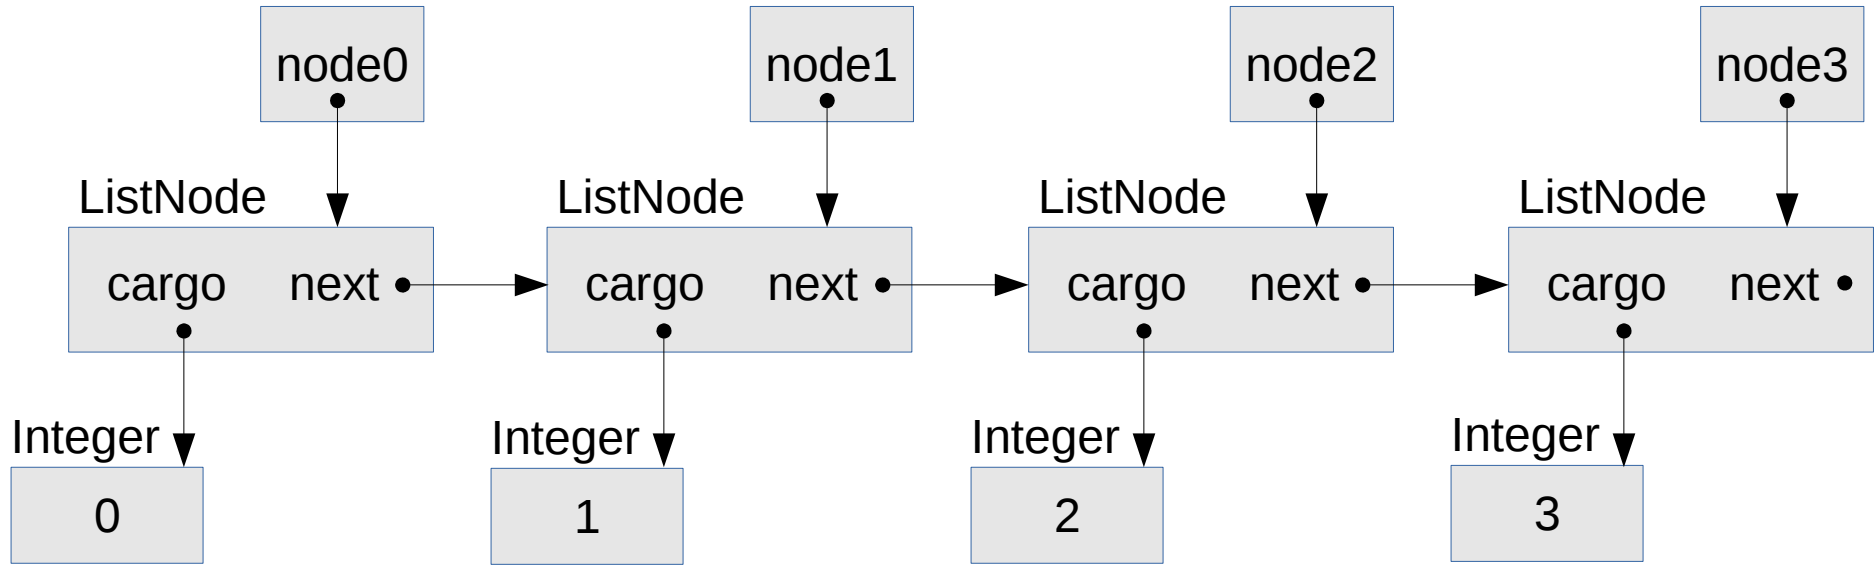 node0 node1 node2 node3
ListNode ListNode ListNode ListNode
cargo next cargo next cargo next cargo next
Integer Integer Integer Integer
0 1 2 3